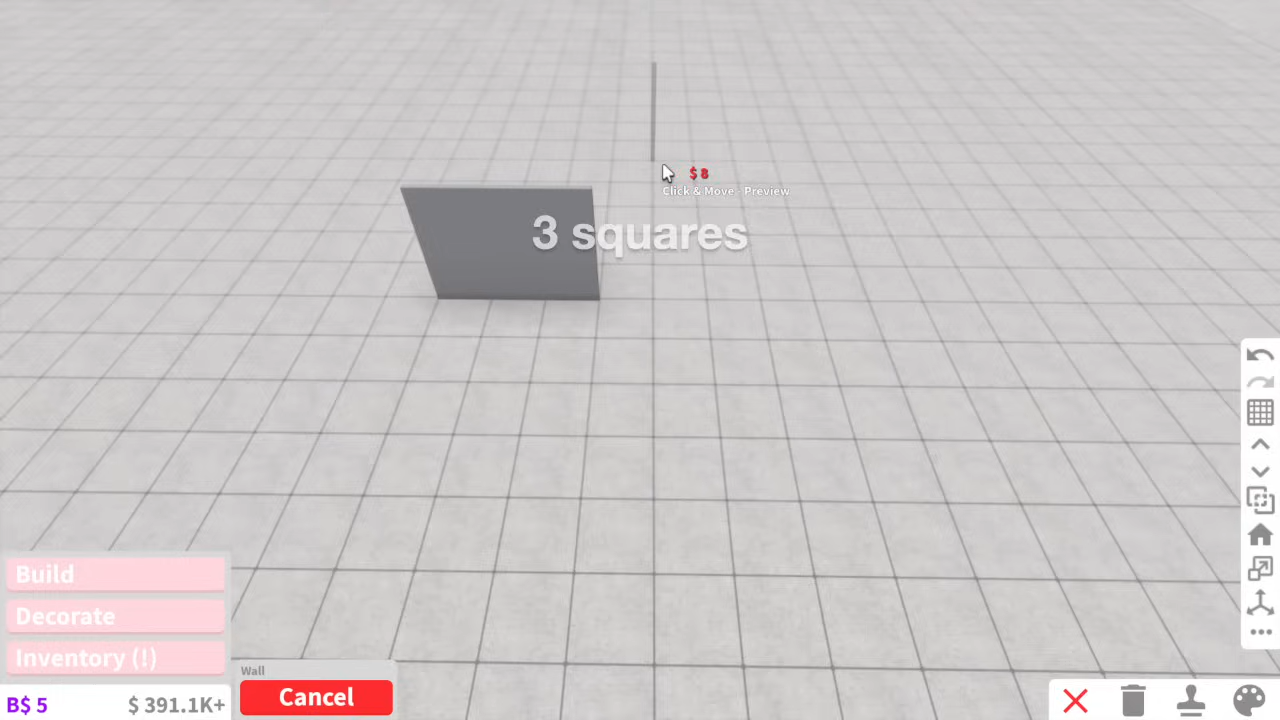 $ 8
Click & Move - Preview
3 squares
Build
Decorate
Inventory (!)
Wall
Cancel
B$ 5
$ 391.1K+